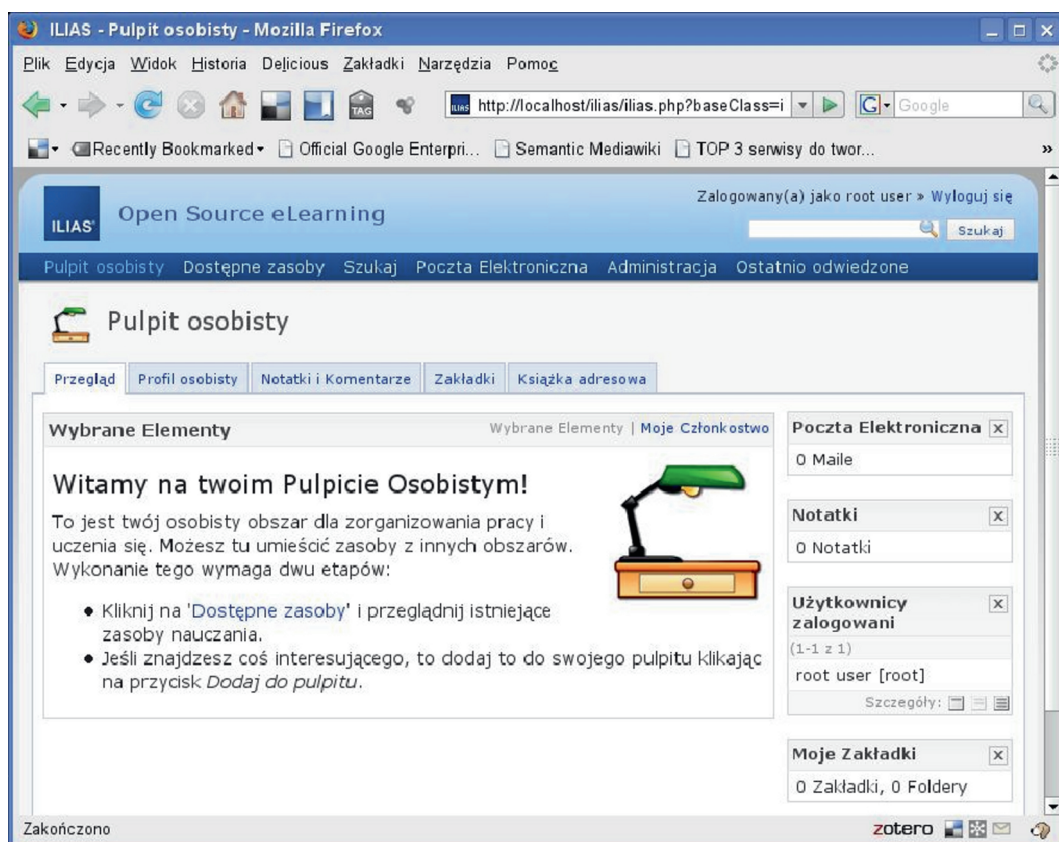 ILIAS - Pulpit osobisty - Mozilla Firefox
Plik Edycja Widok Historia Delicious Zakładki Narzędzia Pomoc
TAG ILIAS http://localhost/ilias/ilias.php?baseClass=i G Google
Recently Bookmarked Official Google Enterpri... Semantic Mediawiki TOP 3 serwisy do twor... »
Zalogowany(a) jako root user » Wyloguj się
ILIAS Open Source eLearning
Szukaj
Pulpit osobisty Dostępne zasoby Szukaj Poczta Elektroniczna Administracja Ostatnio odwiedzone
Pulpit osobisty
Przegląd Profil osobisty Notatki i Komentarze Zakładki Książka adresowa
Wybrane Elementy Wybrane Elementy | Moje Członkostwo
Witamy na twoim Pulpicie Osobistym!
To jest twój osobisty obszar dla zorganizowania pracy i
uczenia się. Możesz tu umieścić zasoby z innych obszarów.
Wykonanie tego wymaga dwu etapów:
• Kliknij na 'Dostępne zasoby' i przeglądnij istniejące
zasoby nauczania.
• Jeśli znajdziesz coś interesującego, to dodaj to do swojego pulpitu klikając
na przycisk Dodaj do pulpitu.
Poczta Elektroniczna x
0 Maile
Notatki x
0 Notatki
Użytkownicy x
zalogowani
(1-1 z 1)
root user [root]
Szczegóły:
Moje Zakładki x
0 Zakładki, 0 Foldery
Zakończono zotero